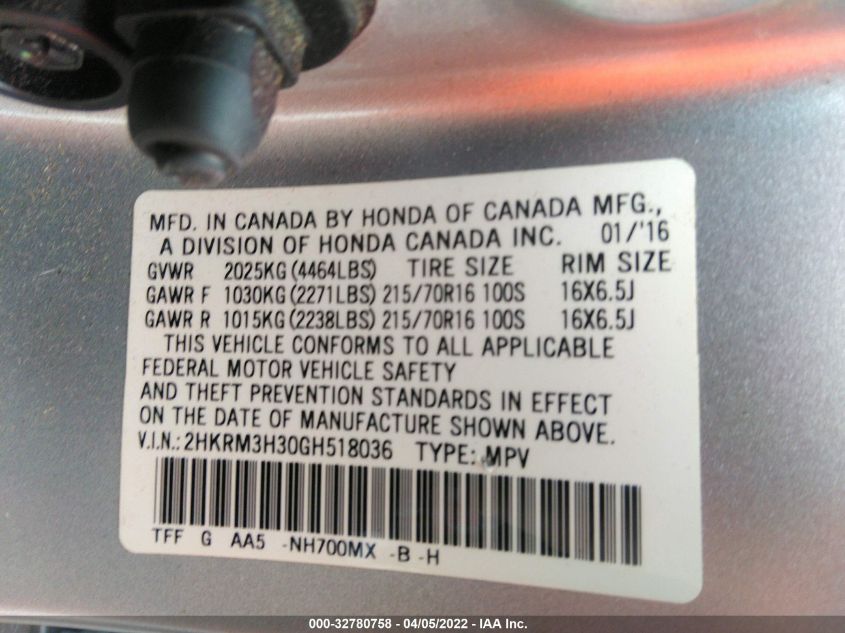 MFD. IN CANADA BY HONDA OF CANADA MFG.,
A DIVISION OF HONDA CANADA INC. 01/'16
GVWR 2025KG (4464LBS) TIRE SIZE RIM SIZE
GAWR F 1030KG (2271LBS) 215/70R16 100S 16X6.5J
GAWR R 1015KG (2238LBS) 215/70R16 100S 16X6.5J
THIS VEHICLE CONFORMS TO ALL APPLICABLE
FEDERAL MOTOR VEHICLE SAFETY
AND THEFT PREVENTION STANDARDS IN EFFECT
ON THE DATE OF MANUFACTURE SHOWN ABOVE.
V.I.N.: 2HKRM3H30GH518036 TYPE: MPV
TFF G AA5 -NH700MX -B -H
000-32780758 - 04/05/2022 - IAA Inc.